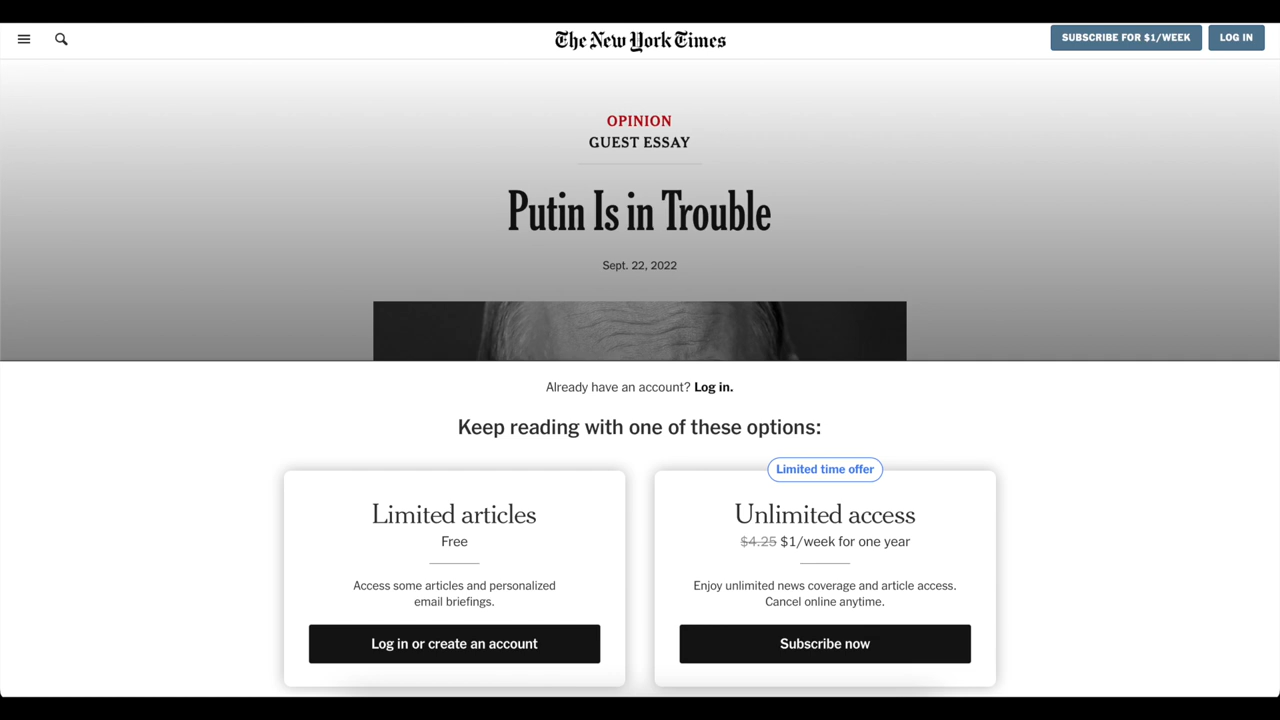 The New York Times
SUBSCRIBE FOR $1/WEEK
LOG IN
OPINION
GUEST ESSAY
Putin Is in Trouble
Sept. 22, 2022
Already have an account? Log in.
Keep reading with one of these options:
Limited articles
Free
Access some articles and personalized
email briefings.
Log in or create an account
Limited time offer
Unlimited access
$4.25 $1/week for one year
Enjoy unlimited news coverage and article access.
Cancel online anytime.
Subscribe now